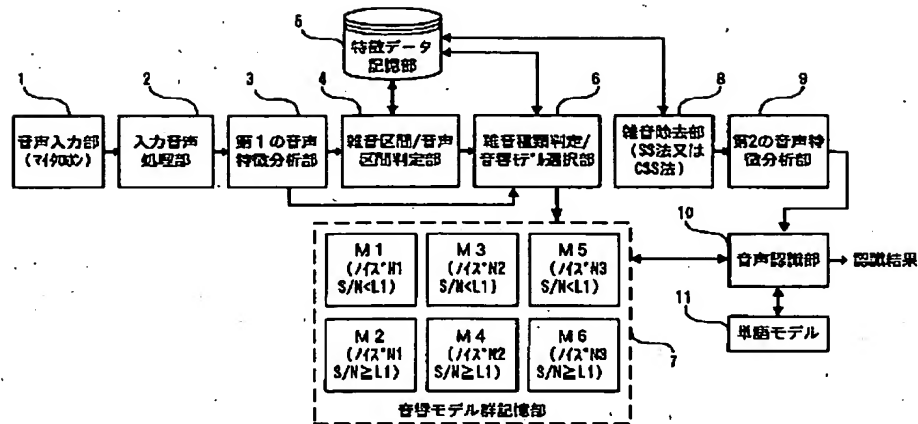 5
特徴データ
記憶部
1
2
3
4
6
8
9
音声入力部
(マイクロホン)
入力音声
処理部
第1の音声
特徴分析部
雑音区間/音声
区間判定部
雑音種類判定/
音響モデル選択部
雑音除去部
(SS法又は
CSS法)
第2の音声特
徴分析部
M1
(ノイズN1
S/N<L1)
M3
(ノイズN2
S/N<L1)
M5
(ノイズN3
S/N<L1)
M2
(ノイズN1
S/N≧L1)
M4
(ノイズN2
S/N≧L1)
M6
(ノイズN3
S/N≧L1)
7
音響モデル群記憶部
10
音声認識部
認識結果
11
単語モデル